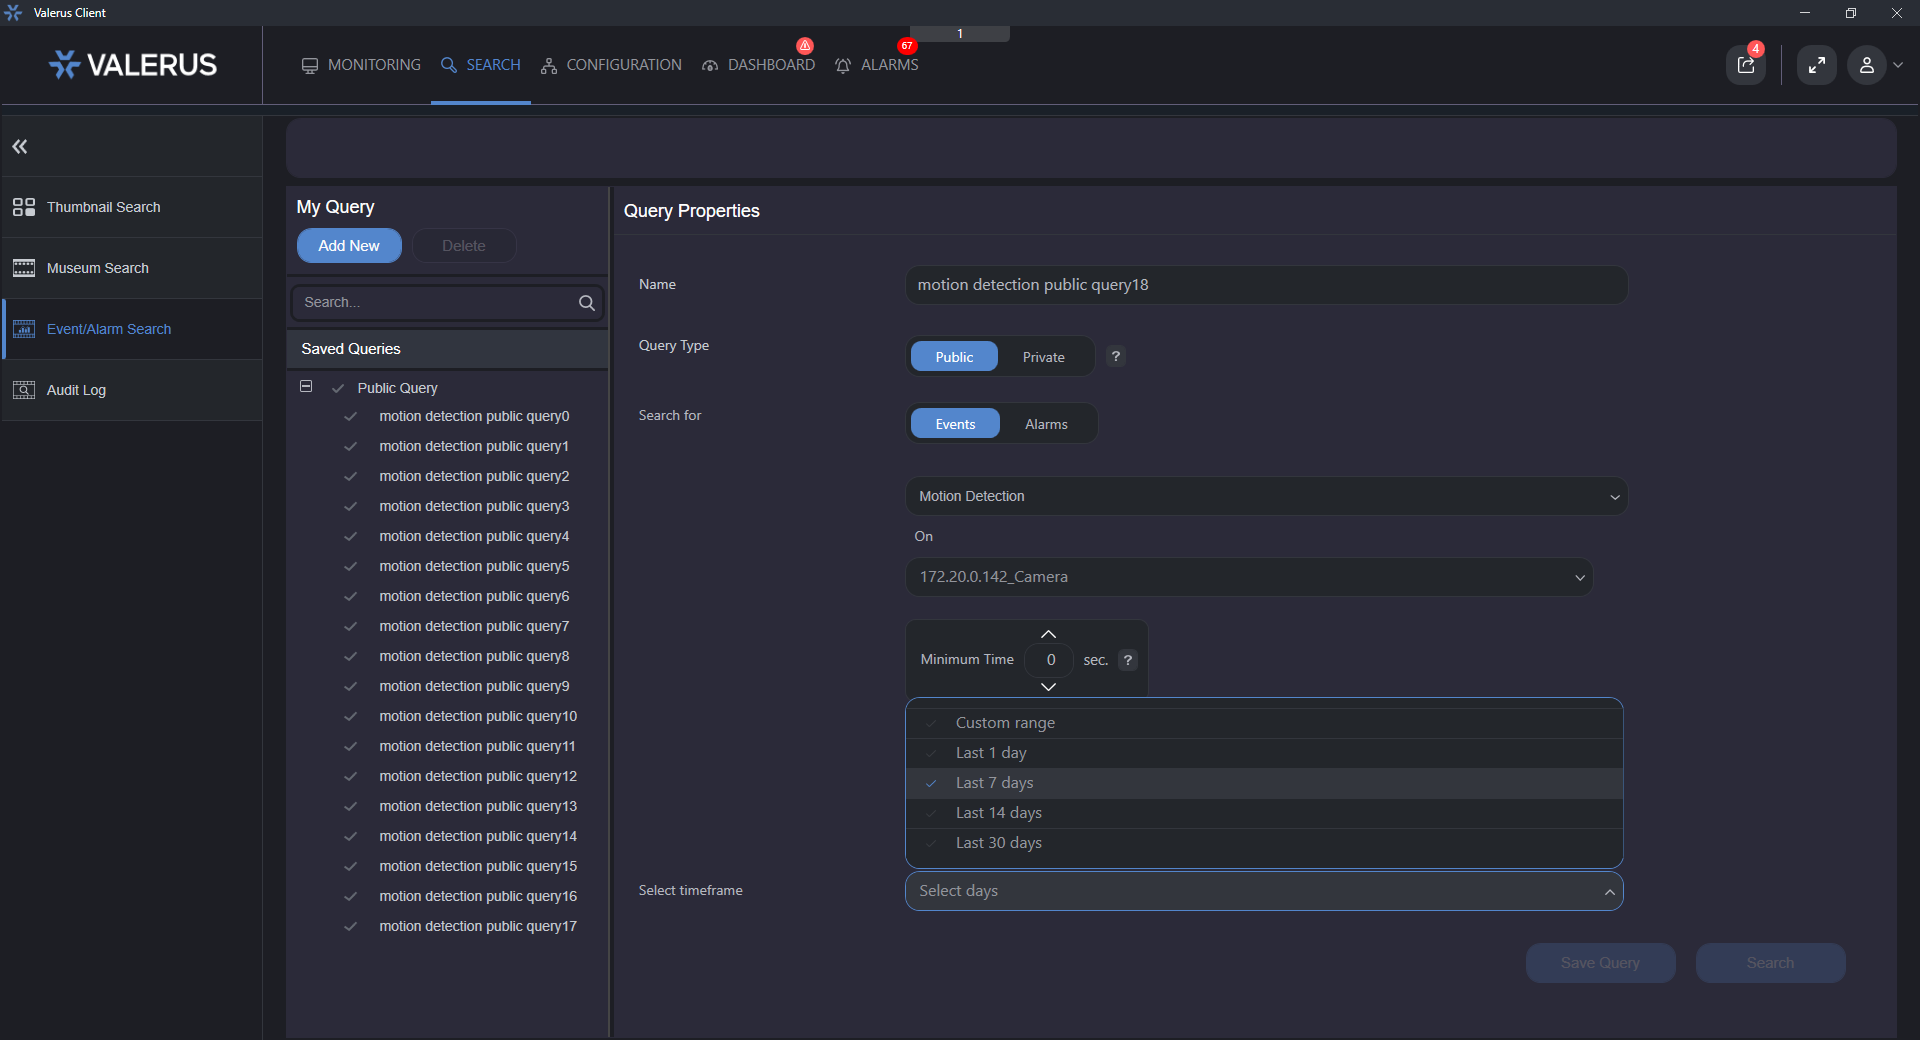 Valerus Client
1
VALERUS
MONITORING
SEARCH
CONFIGURATION
DASHBOARD
67
ALARMS
4
Thumbnail Search
Museum Search
Event/Alarm Search
Audit Log
My Query
Add New
Delete
Search...
Saved Queries
Public Query
motion detection public query0
motion detection public query1
motion detection public query2
motion detection public query3
motion detection public query4
motion detection public query5
motion detection public query6
motion detection public query7
motion detection public query8
motion detection public query9
motion detection public query10
motion detection public query11
motion detection public query12
motion detection public query13
motion detection public query14
motion detection public query15
motion detection public query16
motion detection public query17
Query Properties
Name
motion detection public query18
Query Type
Public
Private
?
Search for
Events
Alarms
Motion Detection
On
172.20.0.142_Camera
Minimum Time
0
sec.
?
Custom range
Last 1 day
Last 7 days
Last 14 days
Last 30 days
Select timeframe
Select days
Save Query
Search